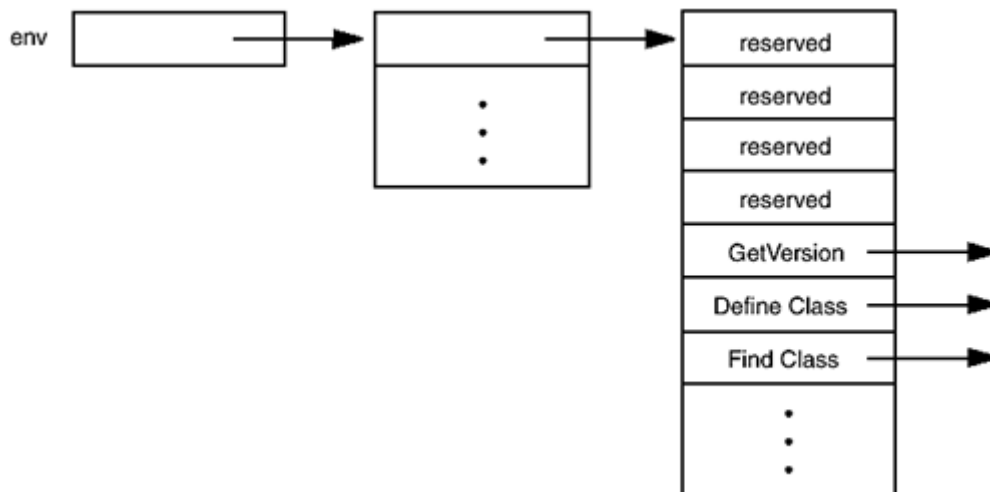 env
reserved
reserved
reserved
reserved
GetVersion
Define Class
Find Class